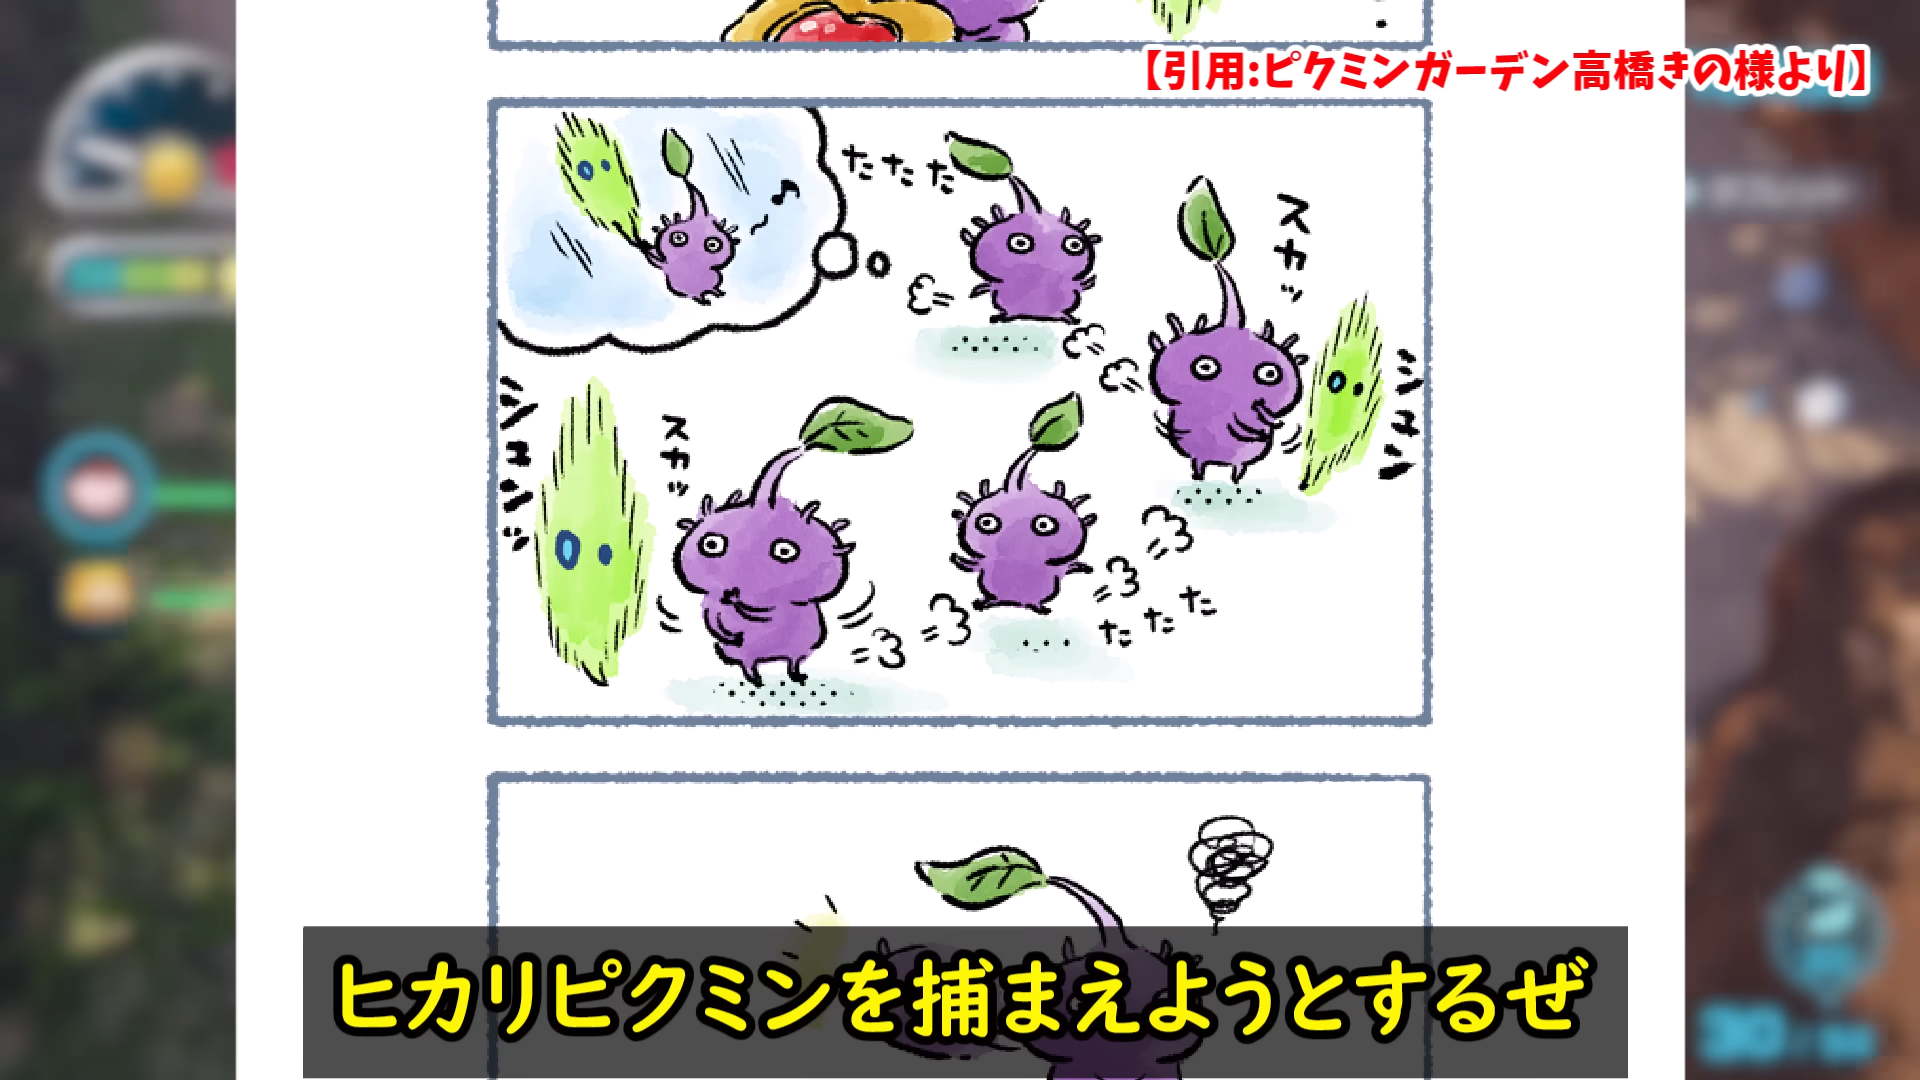 【引用:ピクミンガーデン高橋きの様より】
たたた
スカッ
シュン
シュンッ
スカッ
たたた
ヒカリピクミンを捕まえようとするぜ